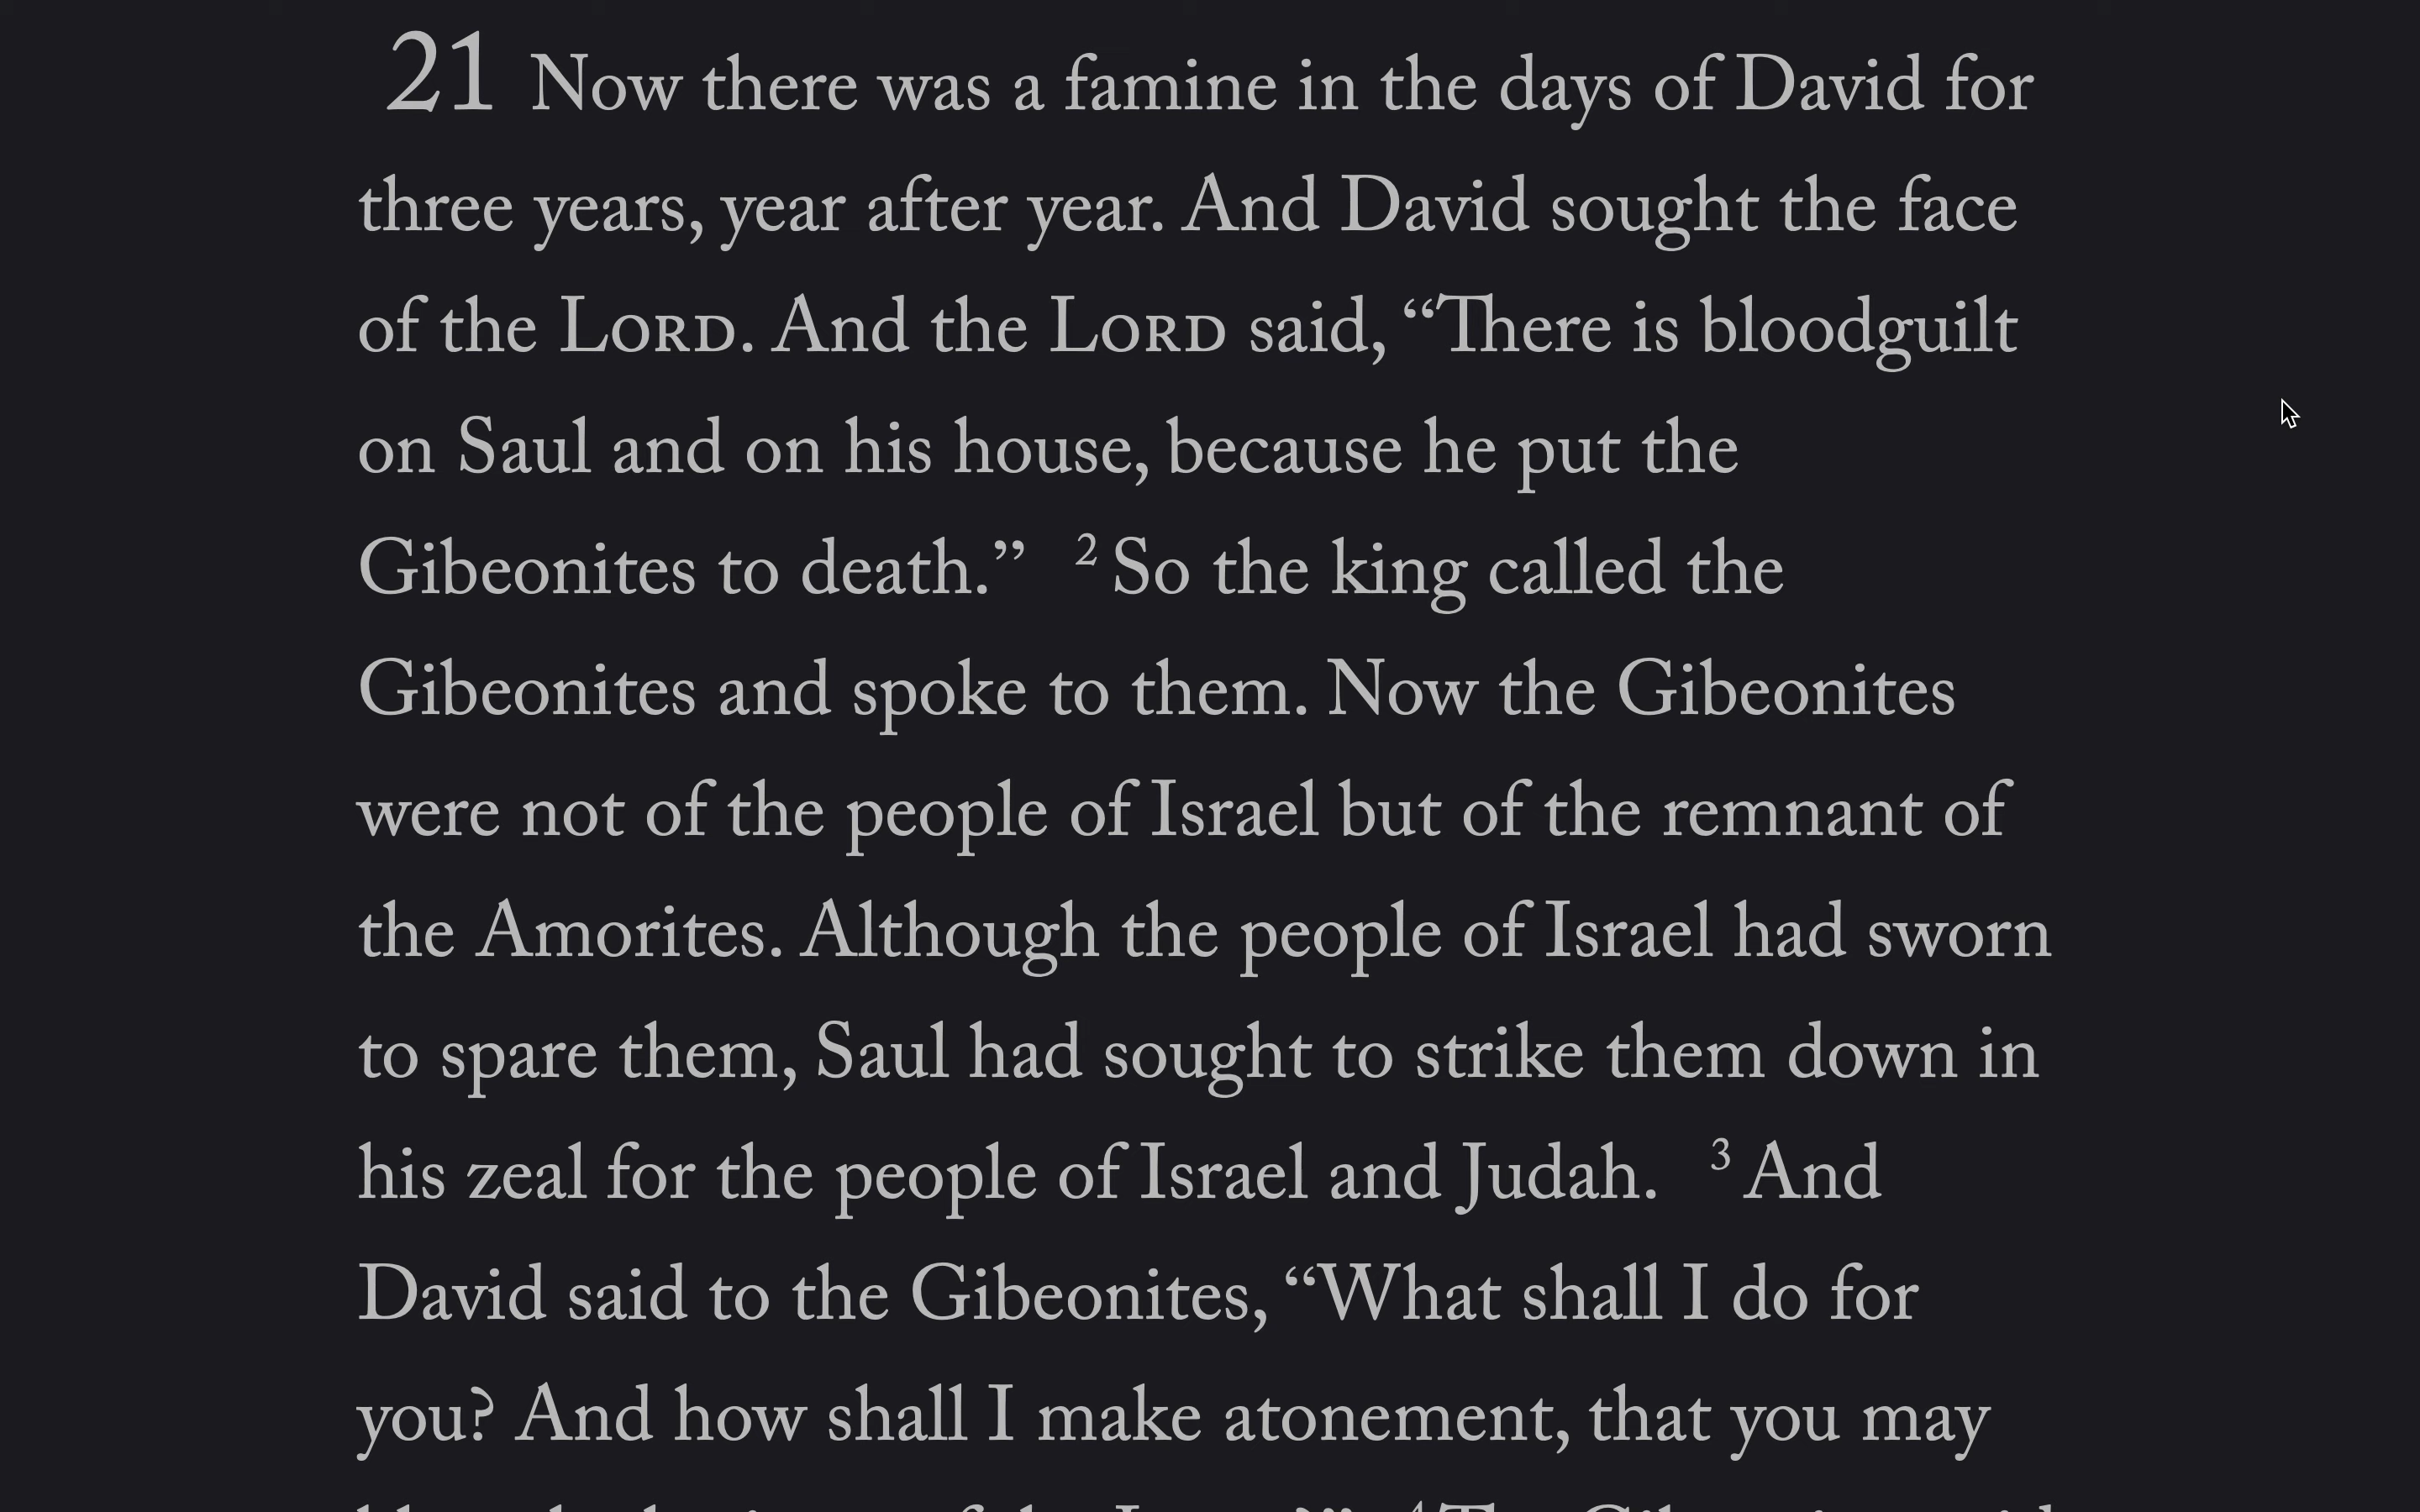 21 Now there was a famine in the days of David for
three years, year after year. And David sought the face
of the LORD. And the LORD said, “There is bloodguilt
on Saul and on his house, because he put the
Gibeonites to death.” 2 So the king called the
Gibeonites and spoke to them. Now the Gibeonites
were not of the people of Israel but of the remnant of
the Amorites. Although the people of Israel had sworn
to spare them, Saul had sought to strike them down in
his zeal for the people of Israel and Judah. 3 And
David said to the Gibeonites, “What shall I do for
you? And how shall I make atonement, that you may